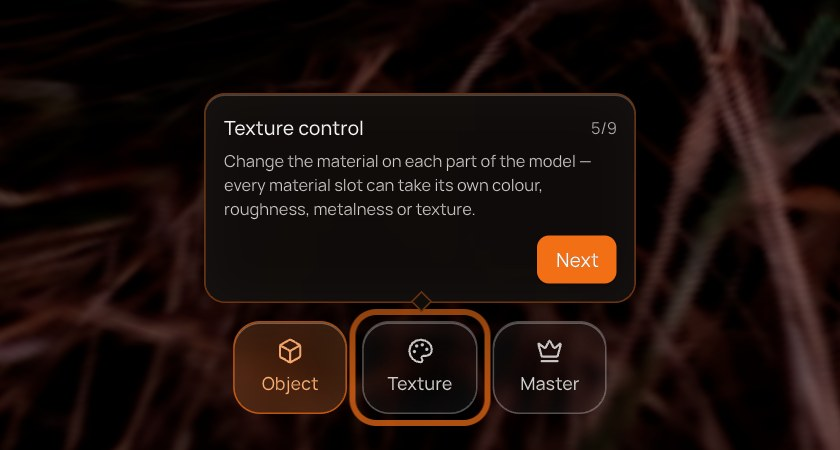 Texture control
5/9
Change the material on each part of the model —
every material slot can take its own colour,
roughness, metalness or texture.
Next
Object
Texture
Master